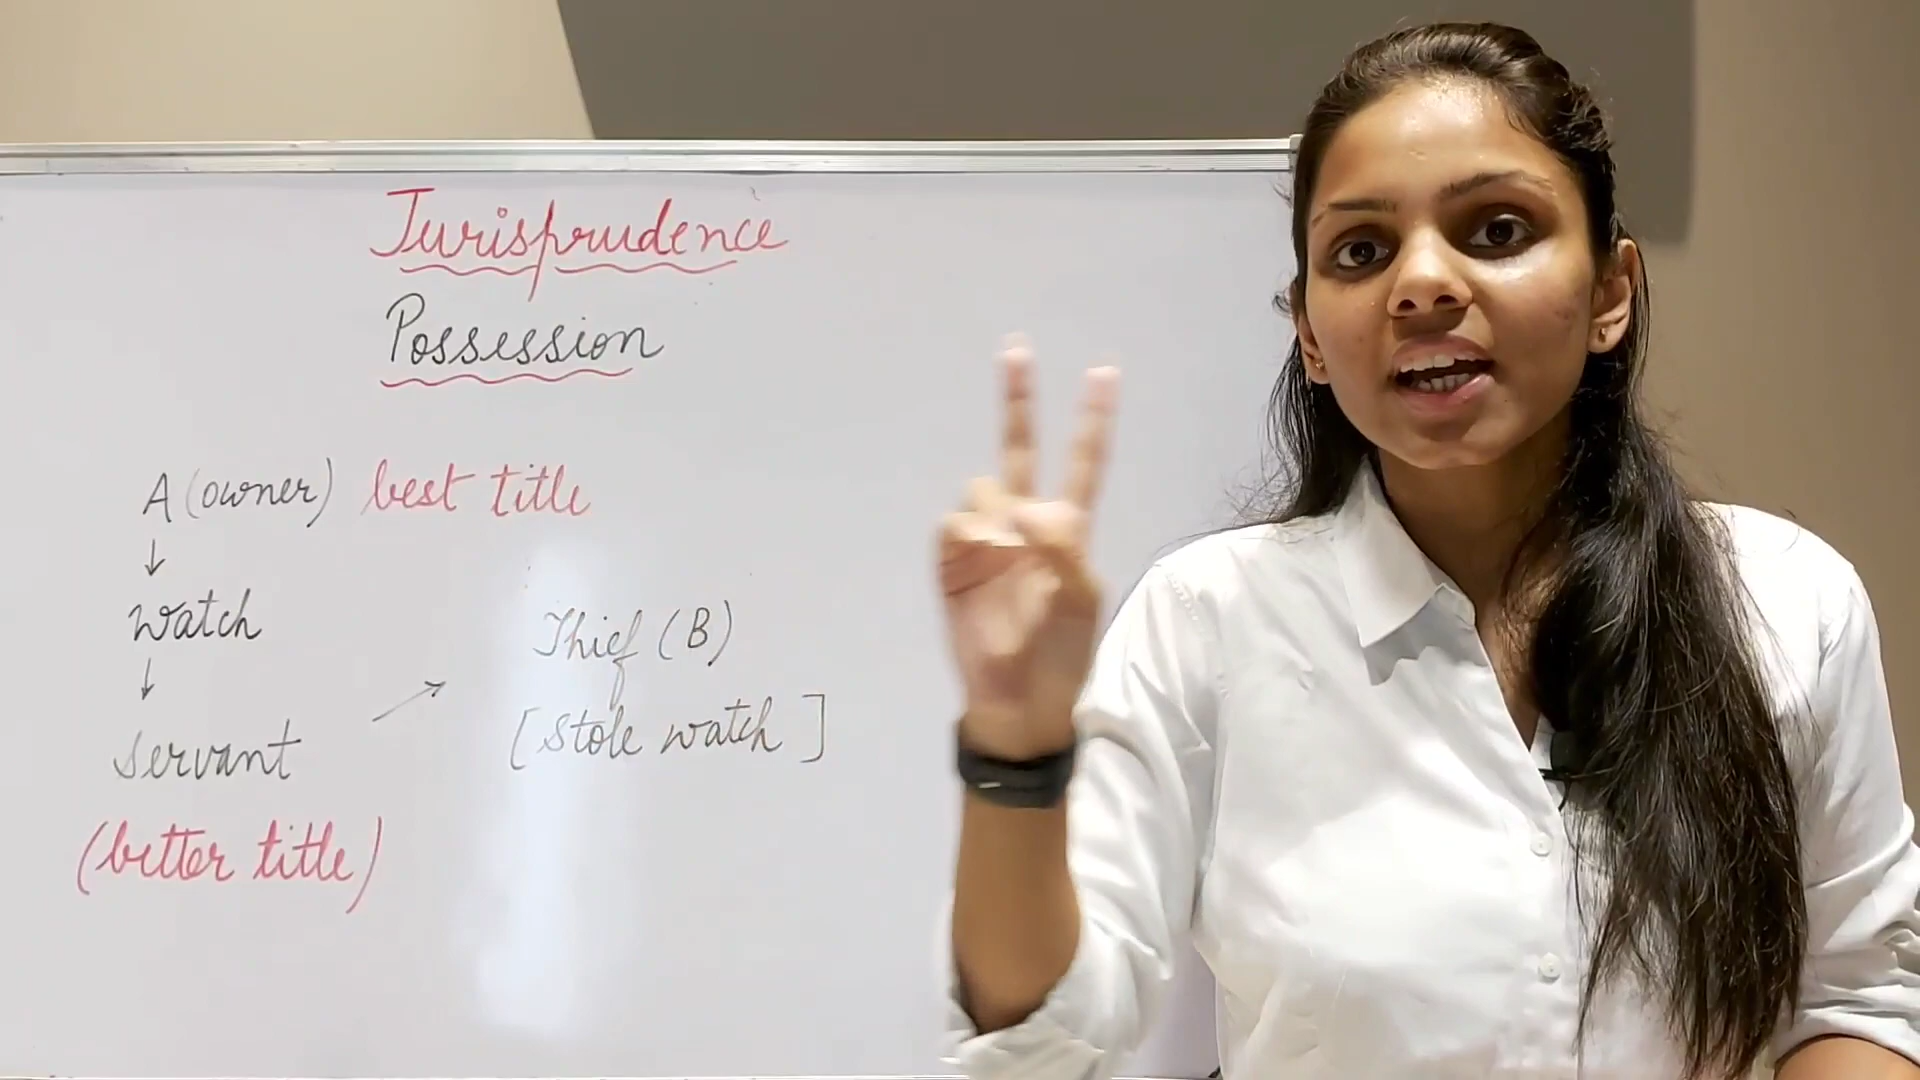 Jurisprudence
Possession
A (owner) best title
↓
watch
↓
servant → Thief (B)
[stole watch]
(better title)